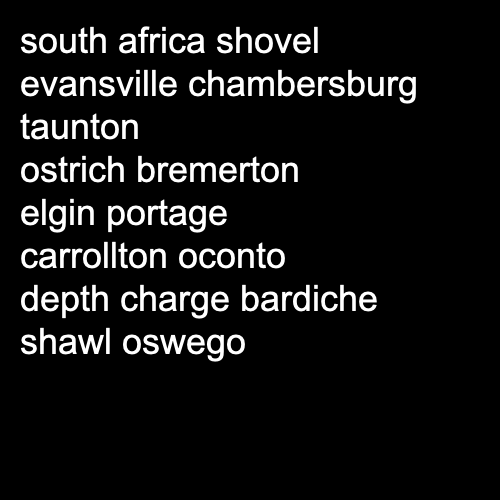 south africa shovel
evansville chambersburg
taunton
ostrich bremerton
elgin portage
carrollton oconto
depth charge bardiche
shawl oswego